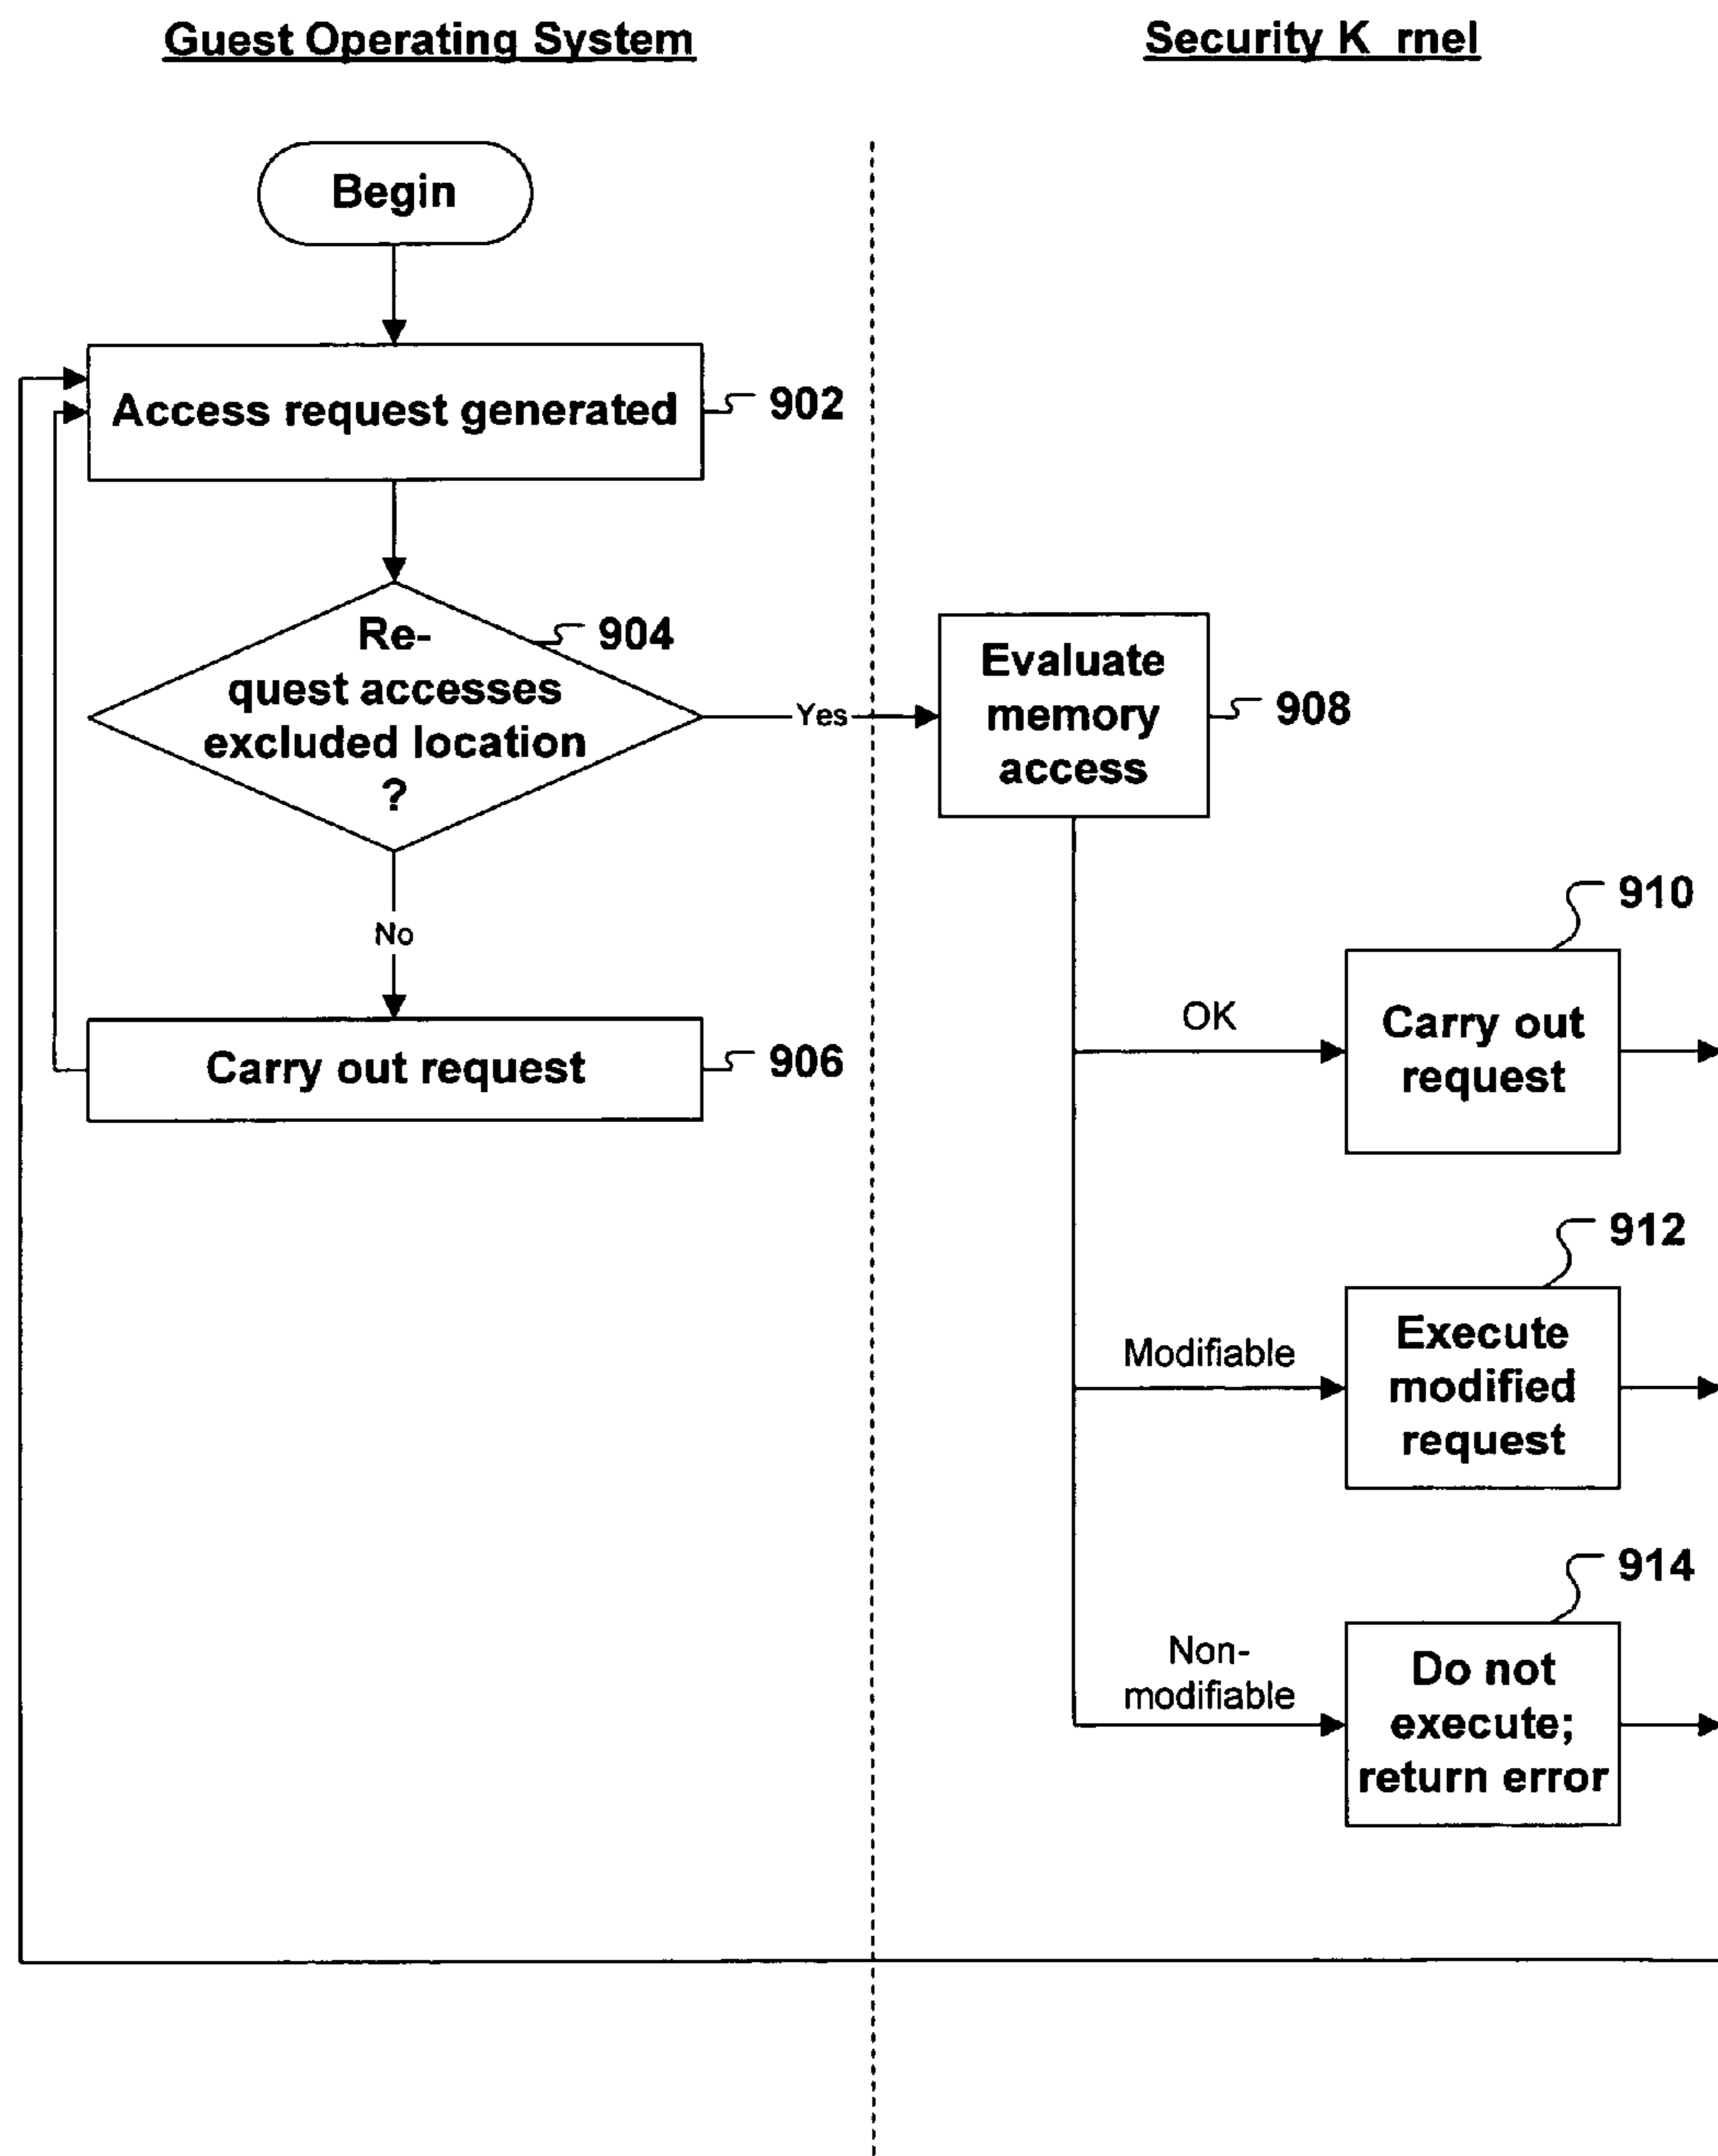 Guest Operating System
Security K rnel
Begin
Access request generated
902
Re-
quest accesses
excluded location
?
904
Yes
No
Carry out request
906
Evaluate
memory
access
908
OK
Carry out
request
910
Modifiable
Execute
modified
request
912
Non-
modifiable
Do not
execute;
return error
914